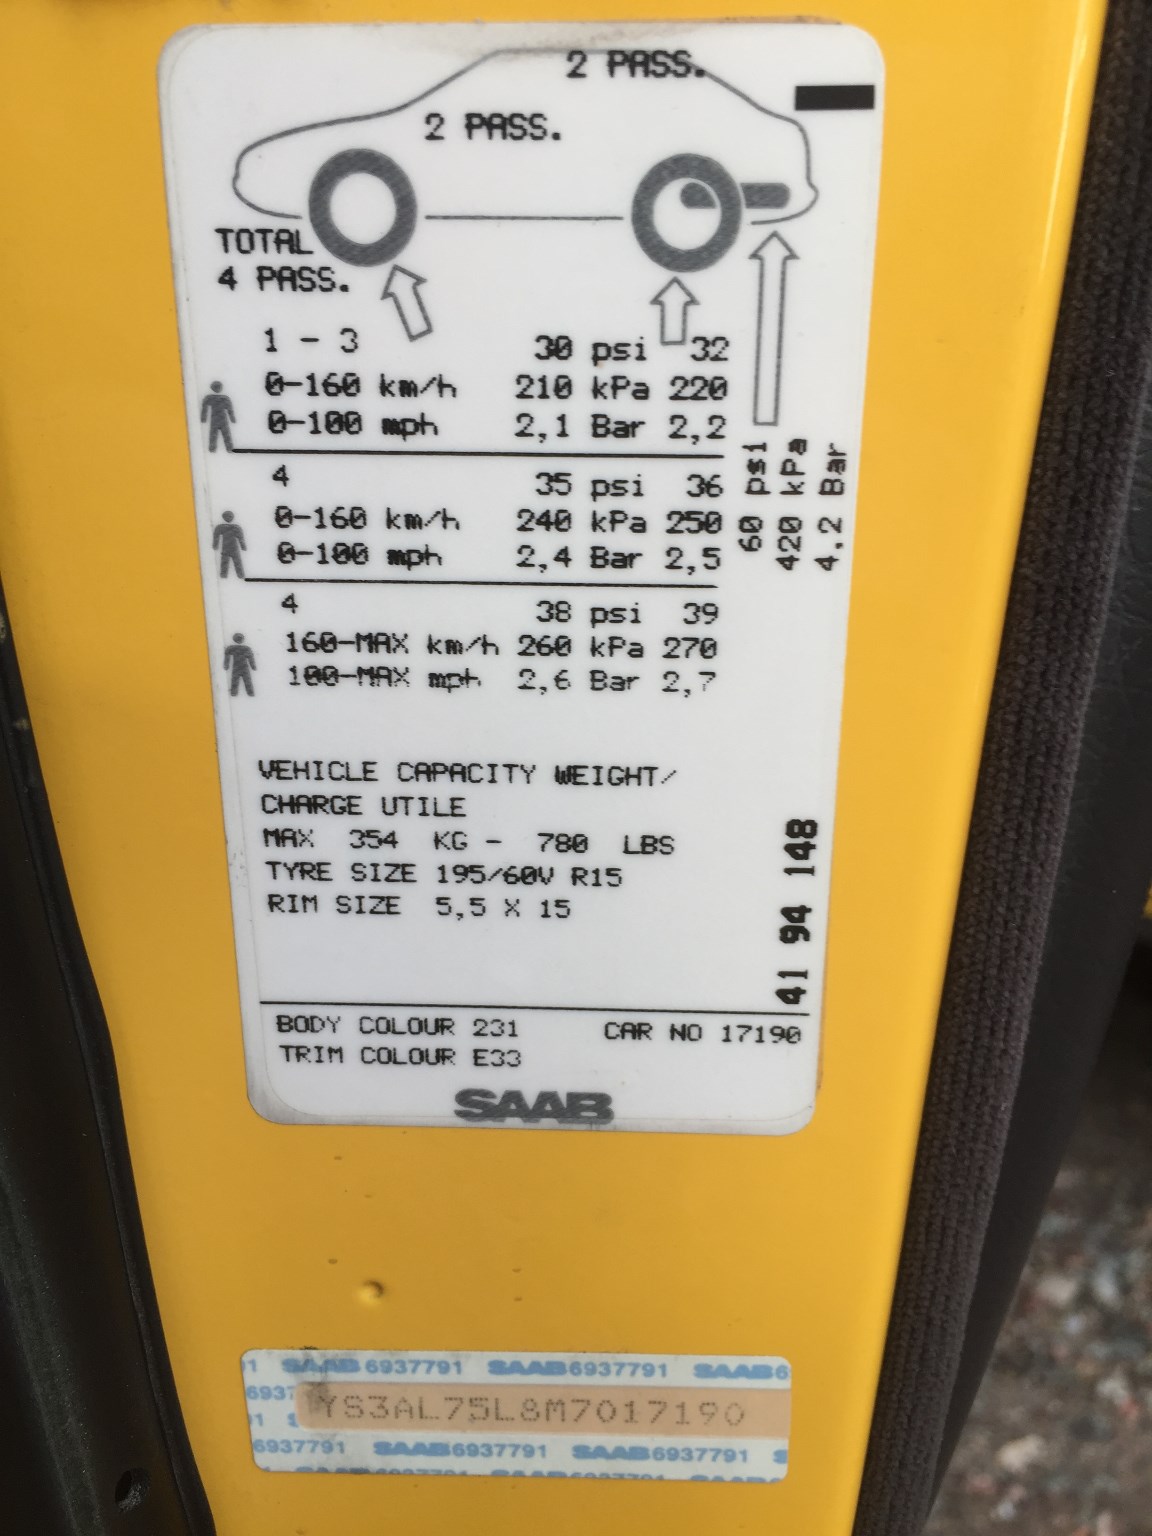 2 PASS.
2 PASS.
TOTAL
4 PASS.
1 - 3 30 psi 32
0-160 km/h 210 kPa 220
0-100 mph 2,1 Bar 2,2
4 35 psi 36
0-160 km/h 240 kPa 250
0-100 mph 2,4 Bar 2,5
4 38 psi 39
160-MAX km/h 260 kPa 270
100-MAX mph 2,6 Bar 2,7
60 psi
420 kPa
4,2 Bar
VEHICLE CAPACITY WEIGHT/
CHARGE UTILE
MAX 354 KG - 780 LBS
TYRE SIZE 195/60V R15
RIM SIZE 5,5 X 15
41 94 148
BODY COLOUR 231 CAR NO 17190
TRIM COLOUR E33
SAAB
SAAB 6937791 SAAB 6937791 SAAB
YS3AL75L8M7017190
6937791 SAAB 6937791 SAAB 6937791